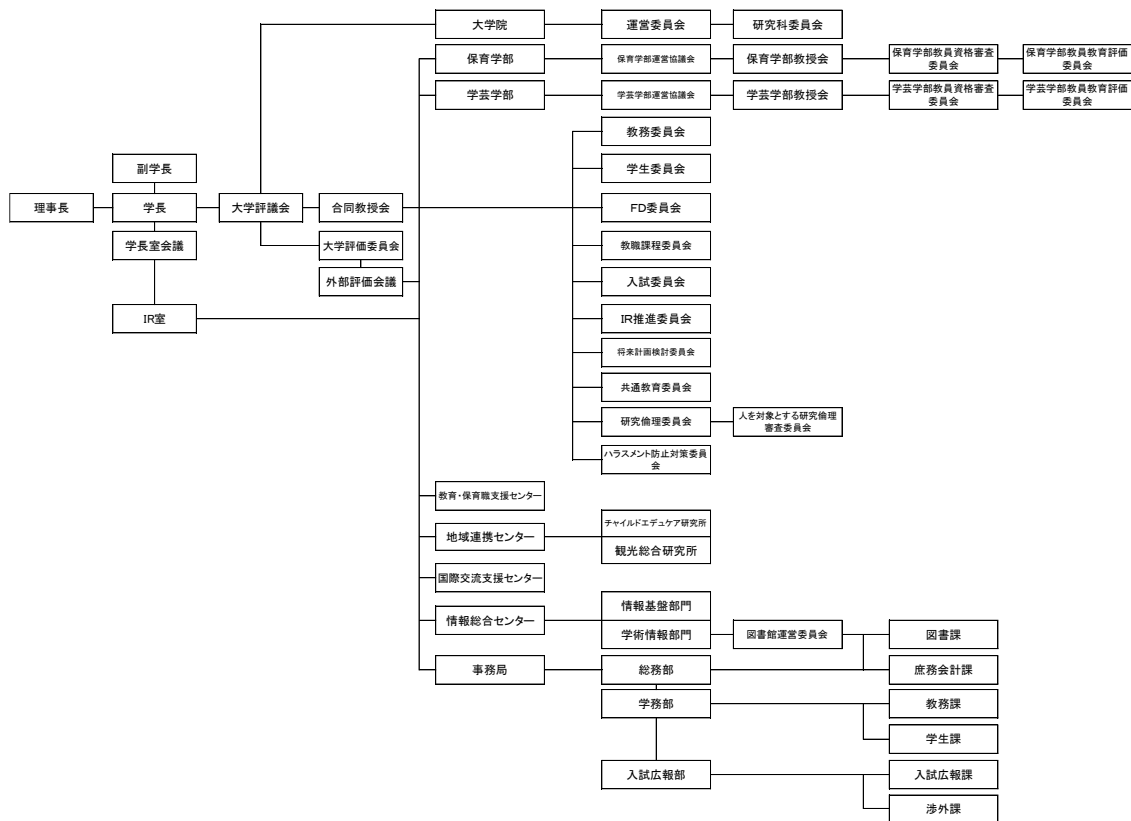 大学院
運営委員会
研究科委員会
保育学部
保育学部運営協議会
保育学部教授会
保育学部教員資格審査
委員会
保育学部教員教育評価
委員会
学芸学部
学芸学部運営協議会
学芸学部教授会
学芸学部教員資格審査
委員会
学芸学部教員教育評価
委員会
教務委員会
副学長
学生委員会
理事長
学長
大学評議会
合同教授会
FD委員会
学長室会議
大学評価委員会
教職課程委員会
外部評価会議
入試委員会
IR室
IR推進委員会
将来計画検討委員会
共通教育委員会
研究倫理委員会
人を対象とする研究倫理
審査委員会
ハラスメント防止対策委員
会
教育・保育職支援センター
地域連携センター
チャイルドエデュケア研究所
観光総合研究所
国際交流支援センター
情報総合センター
情報基盤部門
学術情報部門
図書館運営委員会
図書課
事務局
総務部
庶務会計課
学務部
教務課
学生課
入試広報部
入試広報課
渉外課